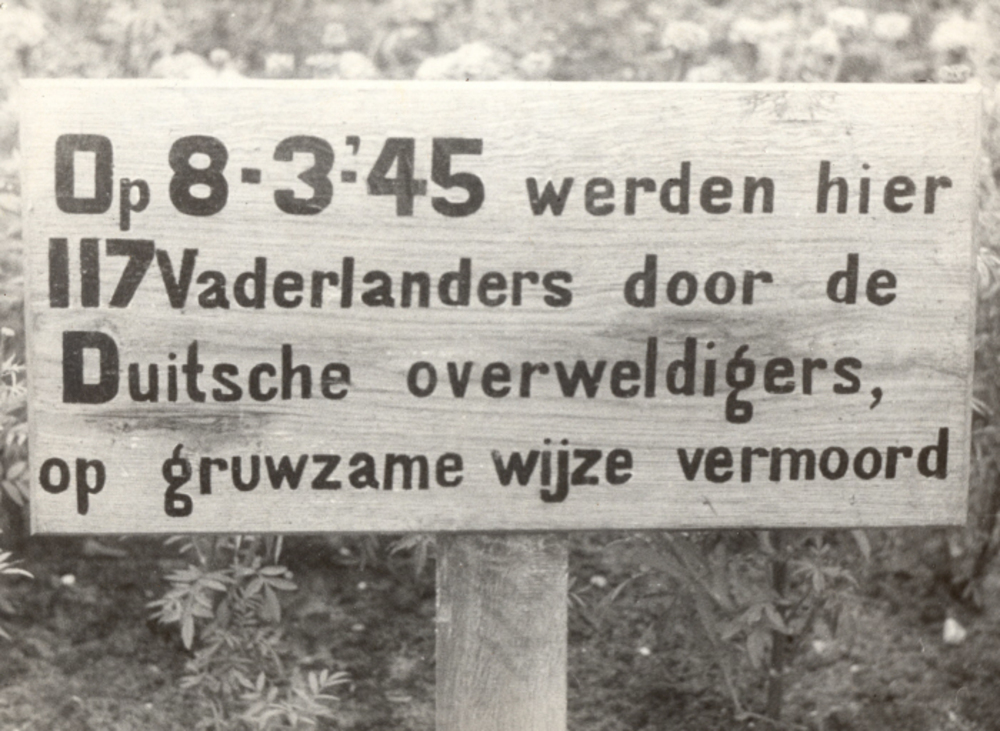 Op 8-3-'45 werden hier
117 Vaderlanders door de
Duitsche overweldigers,
op gruwzame wijze vermoord